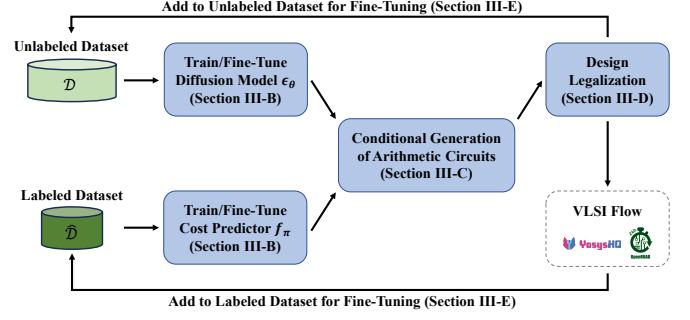 Add to Unlabeled Dataset for Fine-Tuning (Section III-E)
Unlabeled Dataset
𝒟
Train/Fine-Tune
Diffusion Model ϵθ
(Section III-B)
Design
Legalization
(Section III-D)
Conditional Generation
of Arithmetic Circuits
(Section III-C)
Labeled Dataset
𝒟̂
Train/Fine-Tune
Cost Predictor fπ
(Section III-B)
VLSI Flow
YosysHQ
OpenROAD
Add to Labeled Dataset for Fine-Tuning (Section III-E)